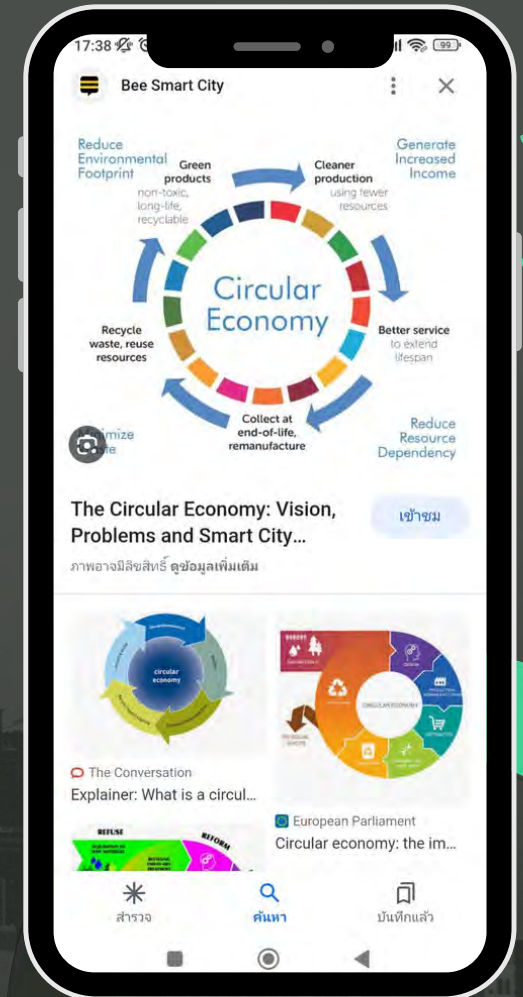 17:38
99
Bee Smart City
Reduce
Environmental
Footprint
Green
products
non-toxic,
long-life,
recyclable
Cleaner
production
using fewer
resources
Generate
Increased
Income
Circular
Economy
Recycle
waste, reuse
resources
Better service
to extend
lifespan
Collect at
end-of-life,
remanufacture
Reduce
Resource
Dependency
The Circular Economy: Vision,
Problems and Smart City...
เข้าชม
ภาพอาจมีลิขสิทธิ์ ดูข้อมูลเพิ่มเติม
circular
economy
CIRCULAR ECONOMY
The Conversation
Explainer: What is a circul...
European Parliament
Circular economy: the im...
REFUSE
REFORM
สำรวจ
ค้นหา
บันทึกแล้ว